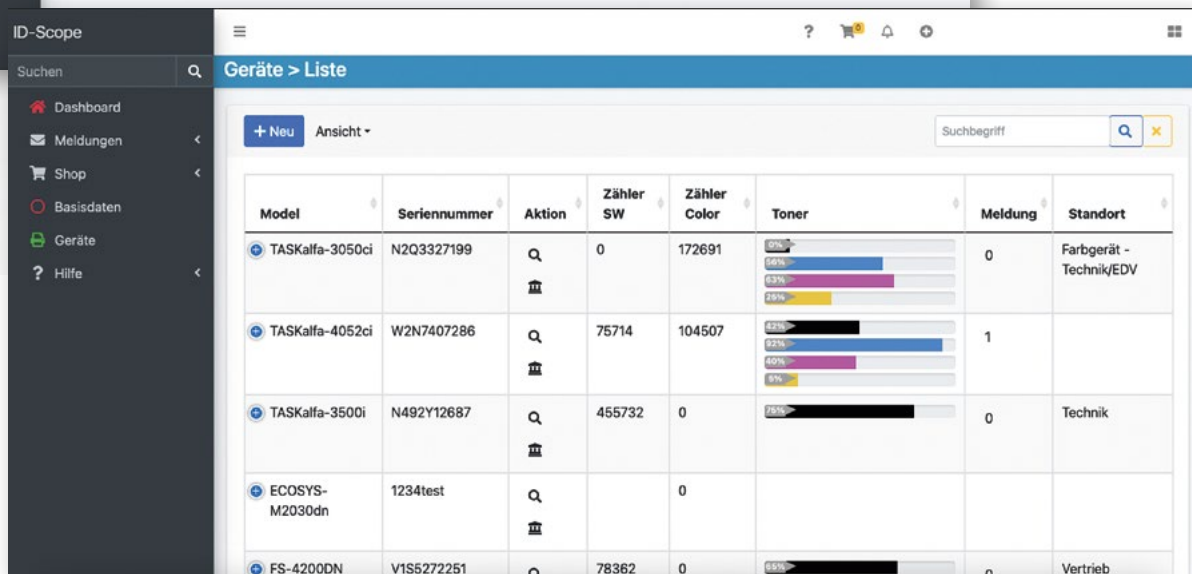 ID-Scope
0
Suchen
Geräte > Liste
Dashboard
Meldungen
Shop
Basisdaten
Geräte
? Hilfe
+ Neu Ansicht
Suchbegriff
Model Seriennummer Aktion Zähler SW Zähler Color Toner Meldung Standort
TASKalfa-3050ci N2Q3327199 0 172691 0% 0 Farbgerät -
56% Technik/EDV
63%
25%
TASKalfa-4052ci W2N7407286 75714 104507 42% 1
92%
40%
TASKalfa-3500i N492Y12687 455732 0 75% 0 Technik
ECOSYS- 1234test 0
M2030dn
FS-4200DN V1S5272251 78362 0 65% 0 Vertrieb